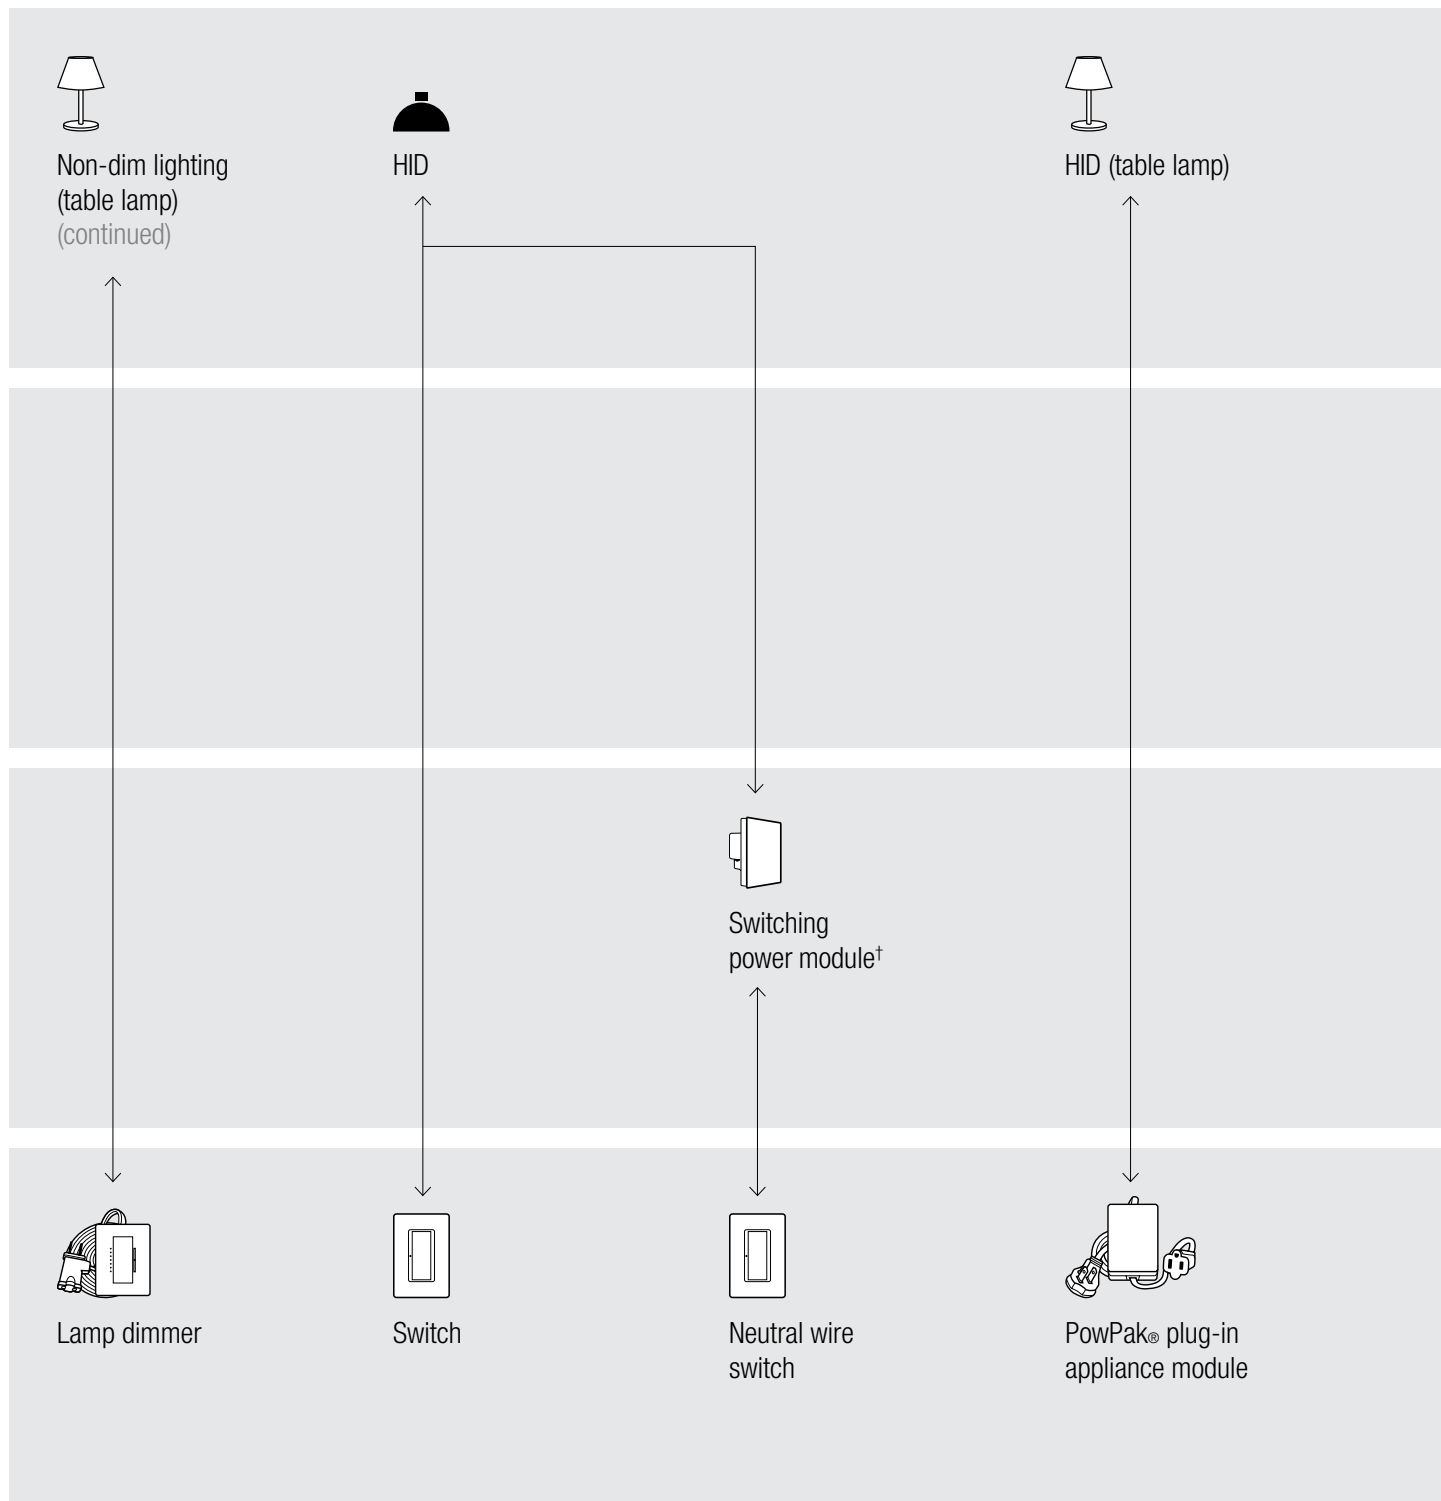 Non-dim lighting
(table lamp)
(continued)
HID
HID (table lamp)
Switching
power module†
Lamp dimmer
Switch
Neutral wire
switch
PowPak® plug-in
appliance module